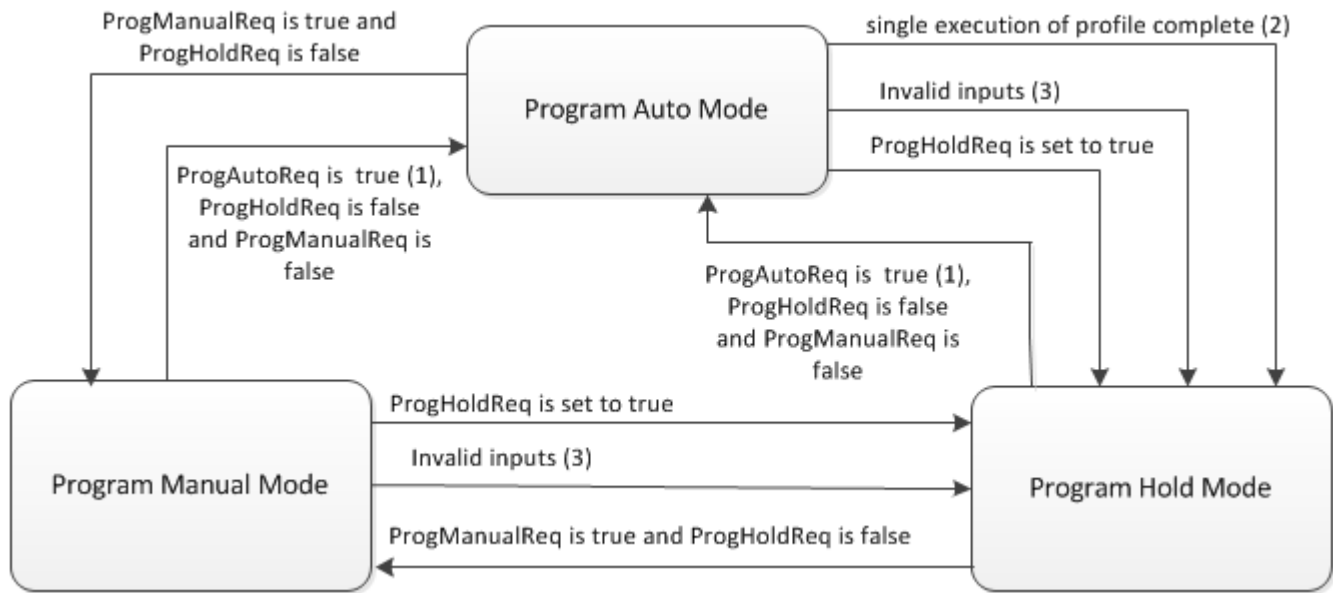 ProgManualReq is true and
ProgHoldReq is false
Program Auto Mode
single execution of profile complete (2)
Invalid inputs (3)
ProgHoldReq is set to true
ProgAutoReq is true (1),
ProgHoldReq is false
and ProgManualReq is
false
ProgAutoReq is true (1),
ProgHoldReq is false
and ProgManualReq is
false
Program Manual Mode
ProgHoldReq is set to true
Invalid inputs (3)
ProgManualReq is true and ProgHoldReq is false
Program Hold Mode